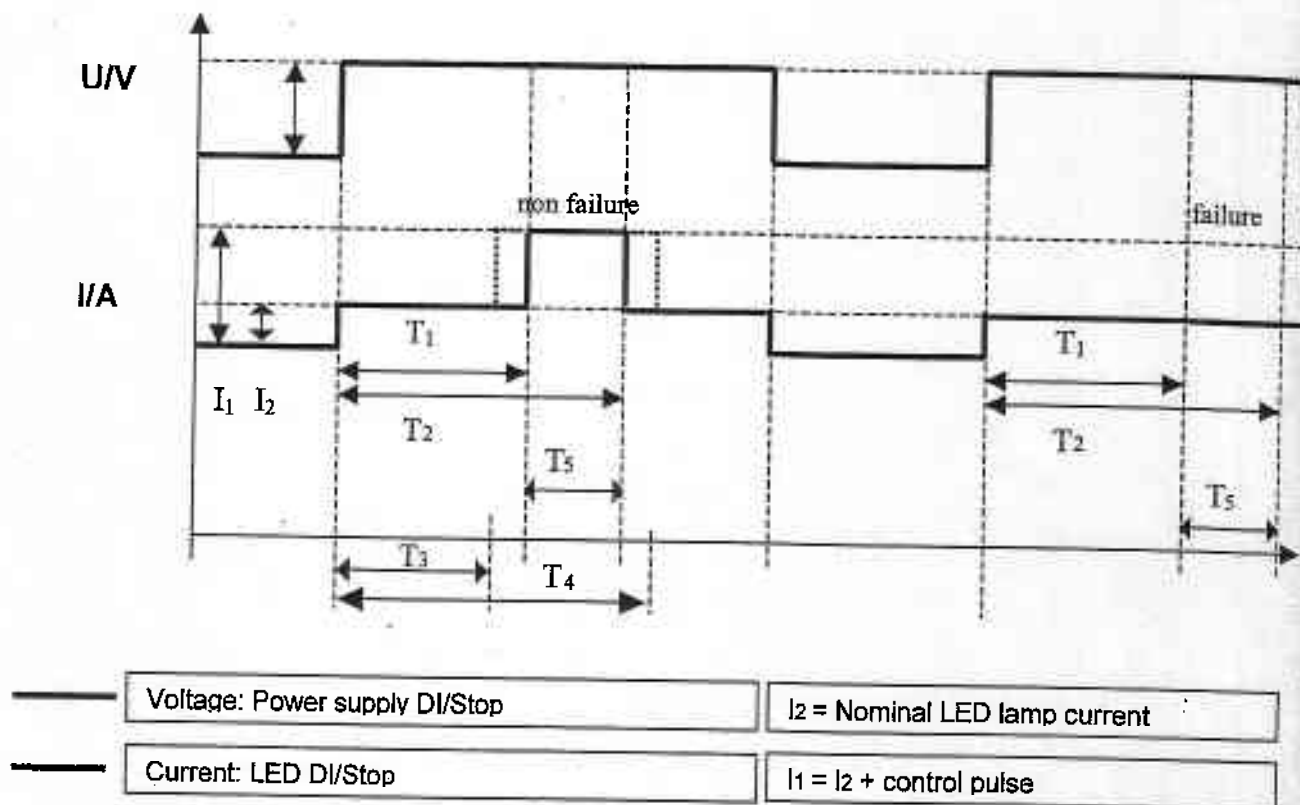 U/V
non failure
failure
I/A
T1
T1
I1 I2
T2
T2
T5
T5
T3
T4
Voltage: Power supply DI/Stop
I2 = Nominal LED lamp current
Current: LED DI/Stop
I1 = I2 + control pulse